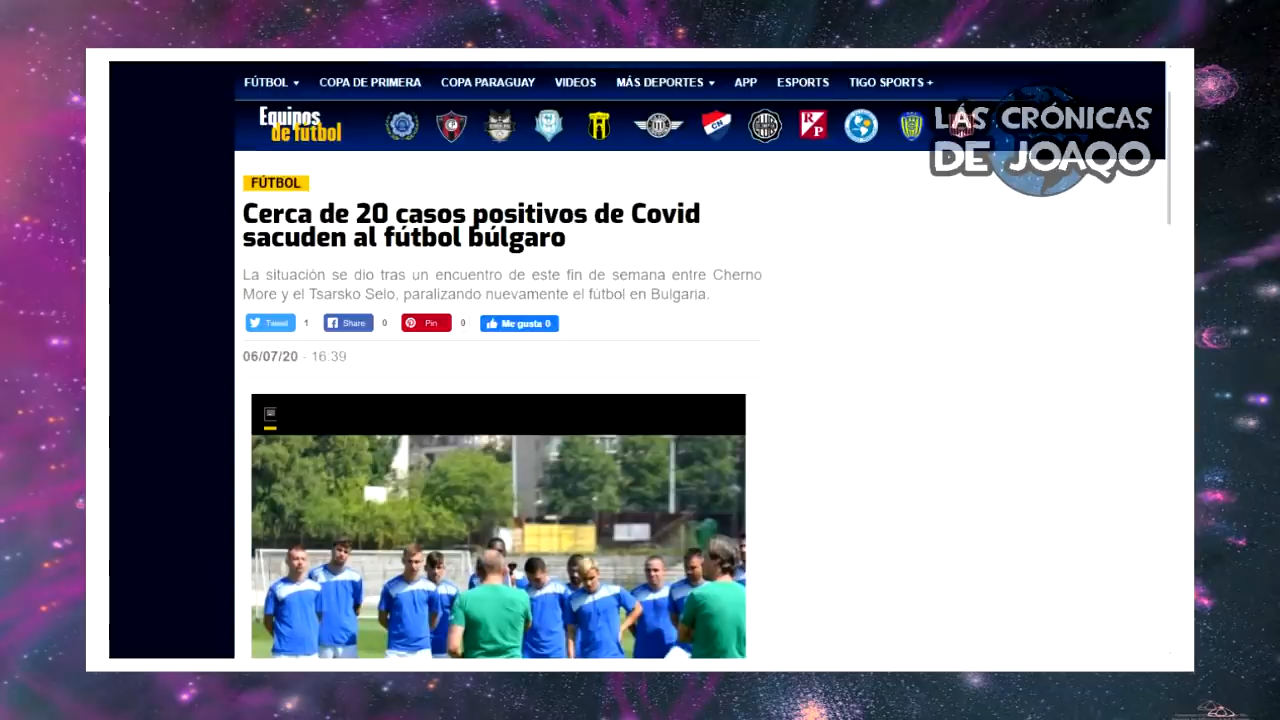 FÚTBOL COPA DE PRIMERA COPA PARAGUAY VIDEOS MÁS DEPORTES APP ESPORTS TIGO SPORTS +
Equipos
de fútbol
LAS CRÓNICAS
DE JOAQO
FÚTBOL
Cerca de 20 casos positivos de Covid
sacuden al fútbol búlgaro
La situación se dio tras un encuentro de este fin de semana entre Cherno
More y el Tsarsko Selo, paralizando nuevamente el fútbol en Bulgaria.
Tweet 1 Share 0 Pin 0 Me gusta 0
06/07/20 - 16:39